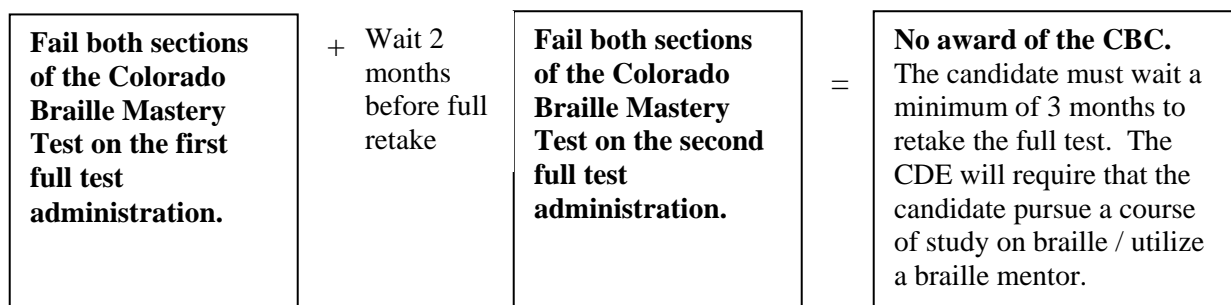 Fail both sections
of the Colorado
Braille Mastery
Test on the first
full test
administration.
+
Wait 2
months
before full
retake
Fail both sections
of the Colorado
Braille Mastery
Test on the second
full test
administration.
=
No award of the CBC.
The candidate must wait a
minimum of 3 months to
retake the full test.  The
CDE will require that the
candidate pursue a course
of study on braille / utilize
a braille mentor.